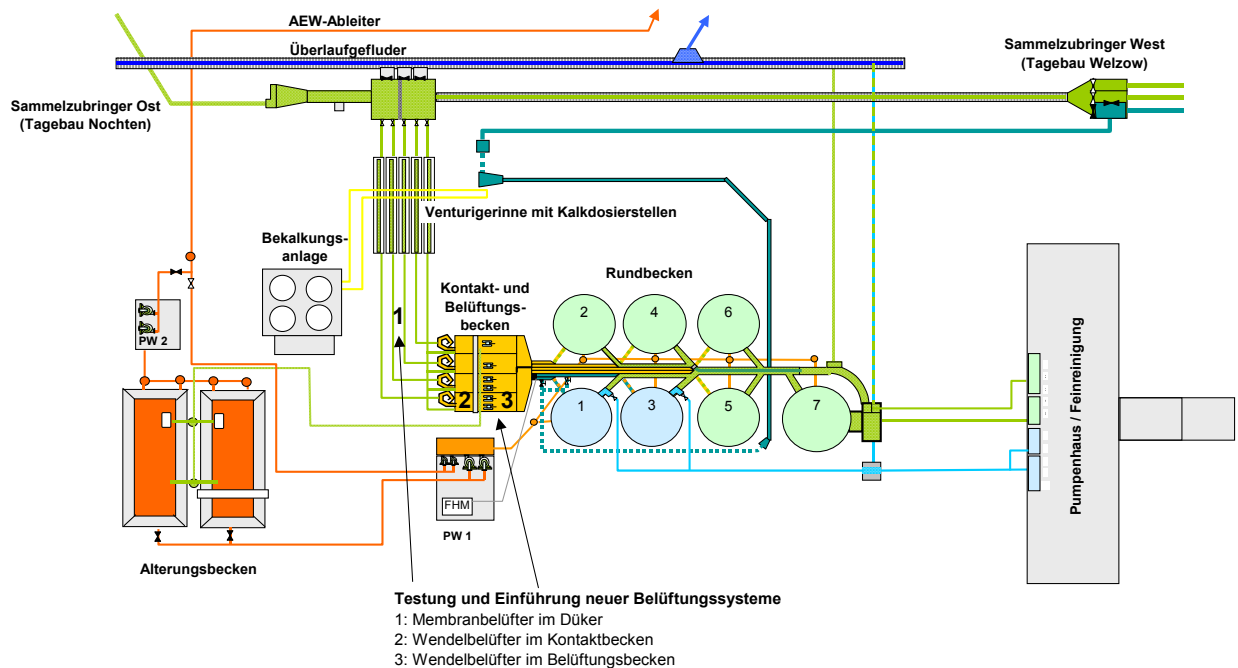 AEW-Ableiter
Überlaufgefluder
Sammelzubringer West
(Tagebau Welzow)
Sammelzubringer Ost
(Tagebau Nochten)
Venturigerinne mit Kalkdosierstellen
Bekalkungs-
anlage
Rundbecken
Kontakt- und
Belüftungs-
becken
1
2
4
6
PW 2
2
3
1
3
5
7
Pumpenhaus / Feinreinigung
FHM
PW 1
Alterungsbecken
Testung und Einführung neuer Belüftungssysteme
1: Membranbelüfter im Düker
2: Wendelbelüfter im Kontaktbecken
3: Wendelbelüfter im Belüftungsbecken